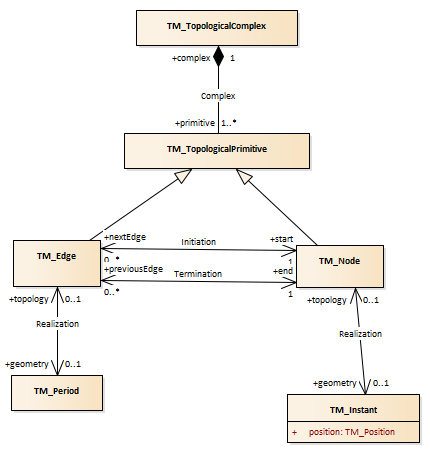 TM_TopologicalComplex
+complex 1
Complex
+primitive 1..*
TM_TopologicalPrimitive
+nextEdge +start
0..* Initiation 1
TM_Edge
TM_Node
+previousEdge Termination +end
0..* 1
+topology 0..1
+topology 0..1
Realization
Realization
+geometry 0..1
+geometry 0..1
TM_Period
TM_Instant
+ position: TM_Position